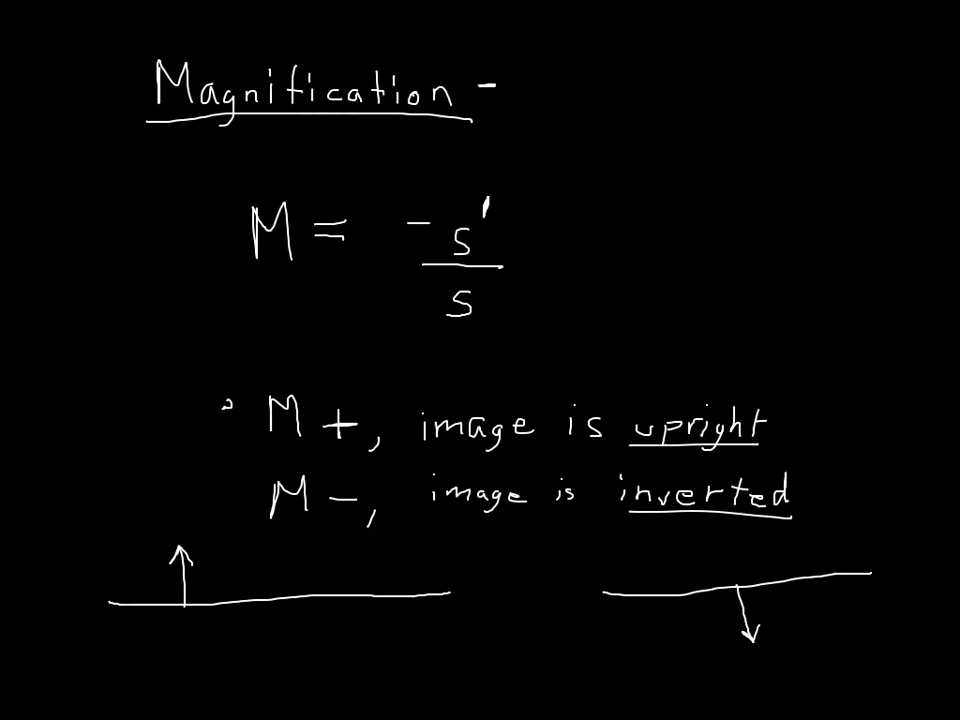 Magnification -
M = -s'
s
M +, image is upright
M -, image is inverted